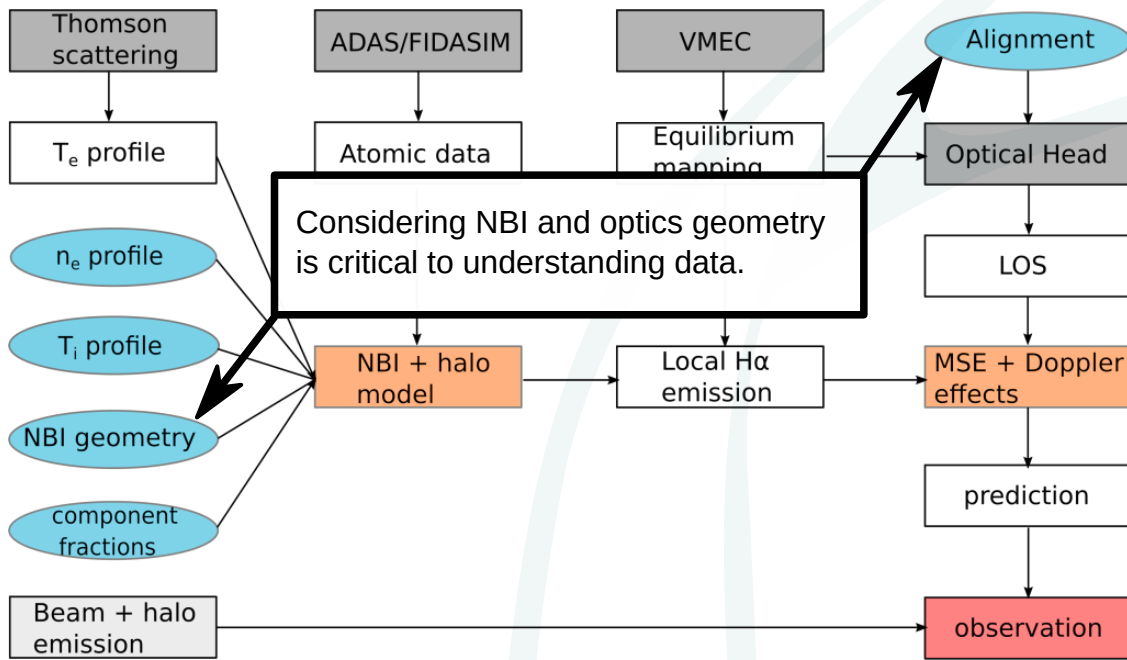 Thomson
scattering
ADAS/FIDASIM
VMEC
Alignment
Tₑ profile
Atomic data
Equilibrium
mapping
Optical Head
Considering NBI and optics geometry
is critical to understanding data.
nₑ profile
LOS
Tᵢ profile
NBI + halo
model
Local Hα
emission
MSE + Doppler
effects
NBI geometry
prediction
component
fractions
Beam + halo
emission
observation